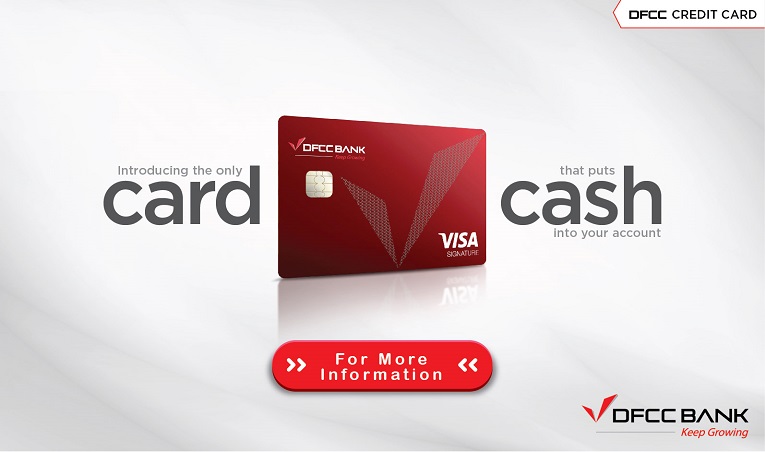 DFCC CREDIT CARD
Introducing the only
card
DFCC BANK
Keep Growing
VISA
SIGNATURE
that puts
cash
into your account
>> For More <<
Information
DFCC BANK
Keep Growing